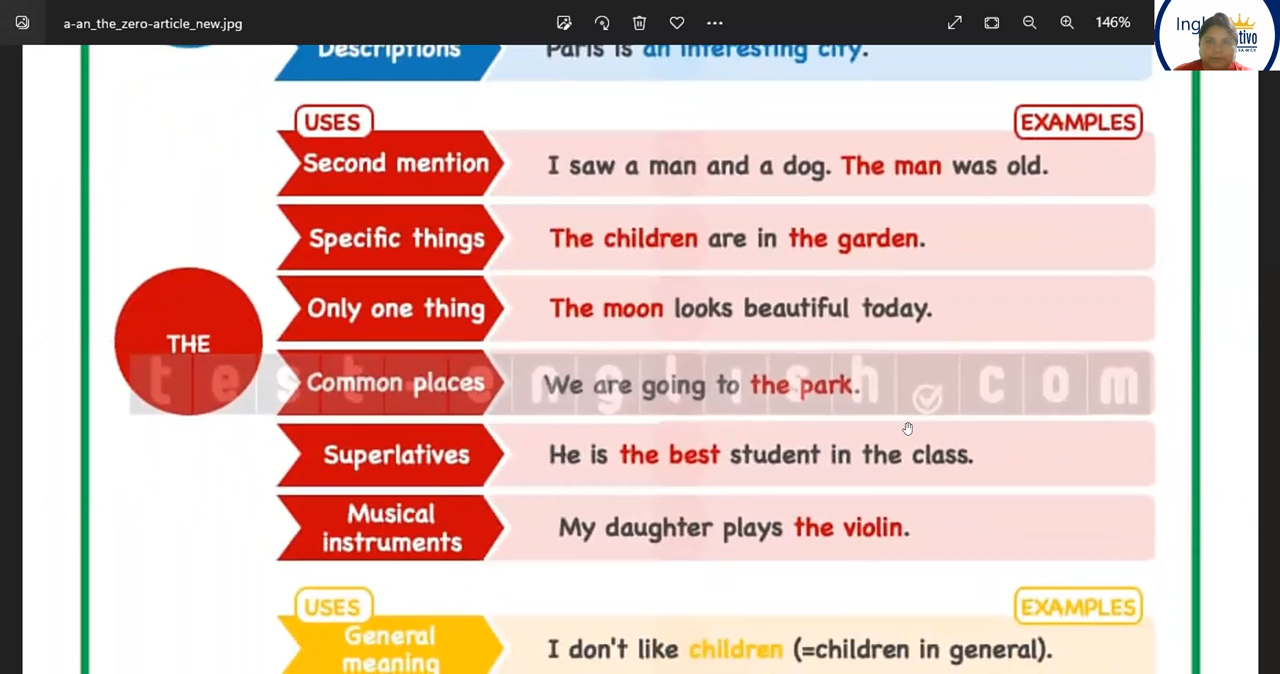 a-an_the_zero-article_new.jpg
146%
Descriptions
Paris is an interesting city.
USES
EXAMPLES
Second mention
I saw a man and a dog. The man was old.
Specific things
The children are in the garden.
Only one thing
The moon looks beautiful today.
THE
Common places
We are going to the park.
test-english.com
Superlatives
He is the best student in the class.
Musical
instruments
My daughter plays the violin.
USES
EXAMPLES
General
meaning
I don't like children (=children in general).